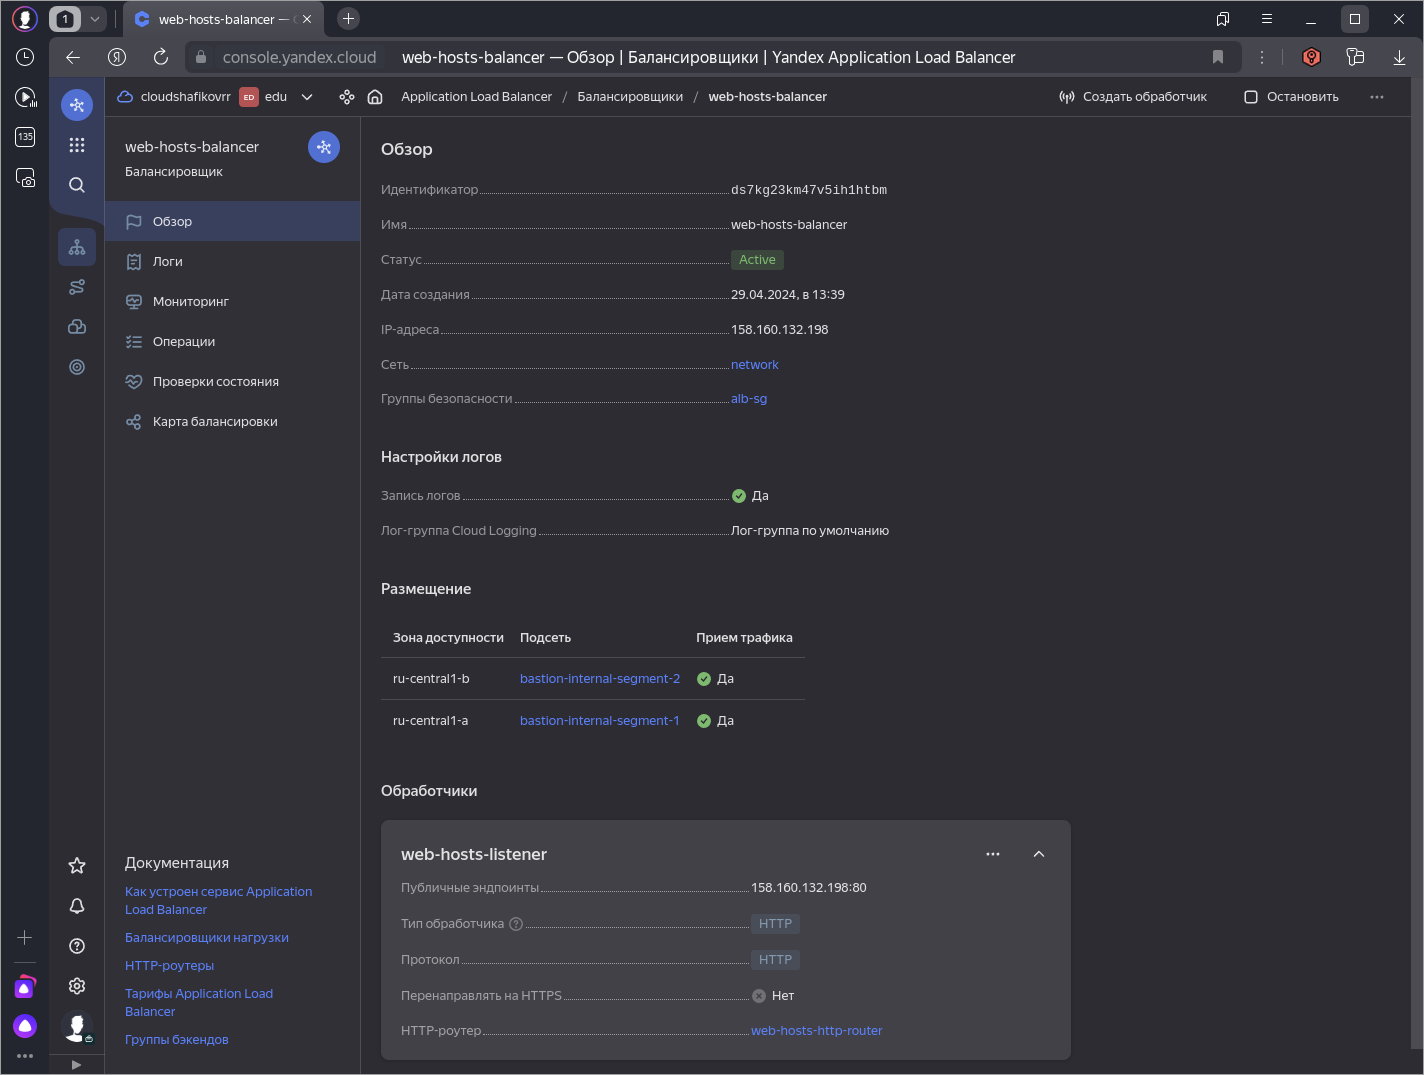 1
web-hosts-balancer —
console.yandex.cloud web-hosts-balancer — Обзор | Балансировщики | Yandex Application Load Balancer
135
cloudshafikovrr ED edu
Application Load Balancer / Балансировщики / web-hosts-balancer
Создать обработчик
Остановить
web-hosts-balancer
Балансировщик
Обзор
Логи
Мониторинг
Операции
Проверки состояния
Карта балансировки
Документация
Как устроен сервис Application
Load Balancer
Балансировщики нагрузки
HTTP-роутеры
Тарифы Application Load
Balancer
Группы бэкендов
Обзор
Идентификатор ds7kg23km47v5ih1htbm
Имя web-hosts-balancer
Статус Active
Дата создания 29.04.2024, в 13:39
IP-адреса 158.160.132.198
Сеть network
Группы безопасности alb-sg
Настройки логов
Запись логов Да
Лог-группа Cloud Logging Лог-группа по умолчанию
Размещение
Зона доступности Подсеть Прием трафика
ru-central1-b bastion-internal-segment-2 Да
ru-central1-a bastion-internal-segment-1 Да
Обработчики
web-hosts-listener
Публичные эндпоинты 158.160.132.198:80
Тип обработчика HTTP
Протокол HTTP
Перенаправлять на HTTPS Нет
HTTP-роутер web-hosts-http-router